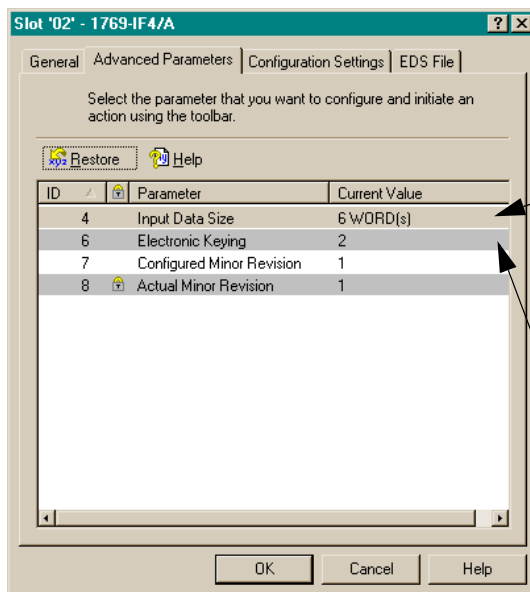 Slot '02' - 1769-IF4/A
General Advanced Parameters Configuration Settings EDS File
Select the parameter that you want to configure and initiate an
action using the toolbar.
Restore Help
ID Parameter Current Value
4 Input Data Size 6 WORD(s)
6 Electronic Keying 2
7 Configured Minor Revision 1
8 Actual Minor Revision 1
OK Cancel Help